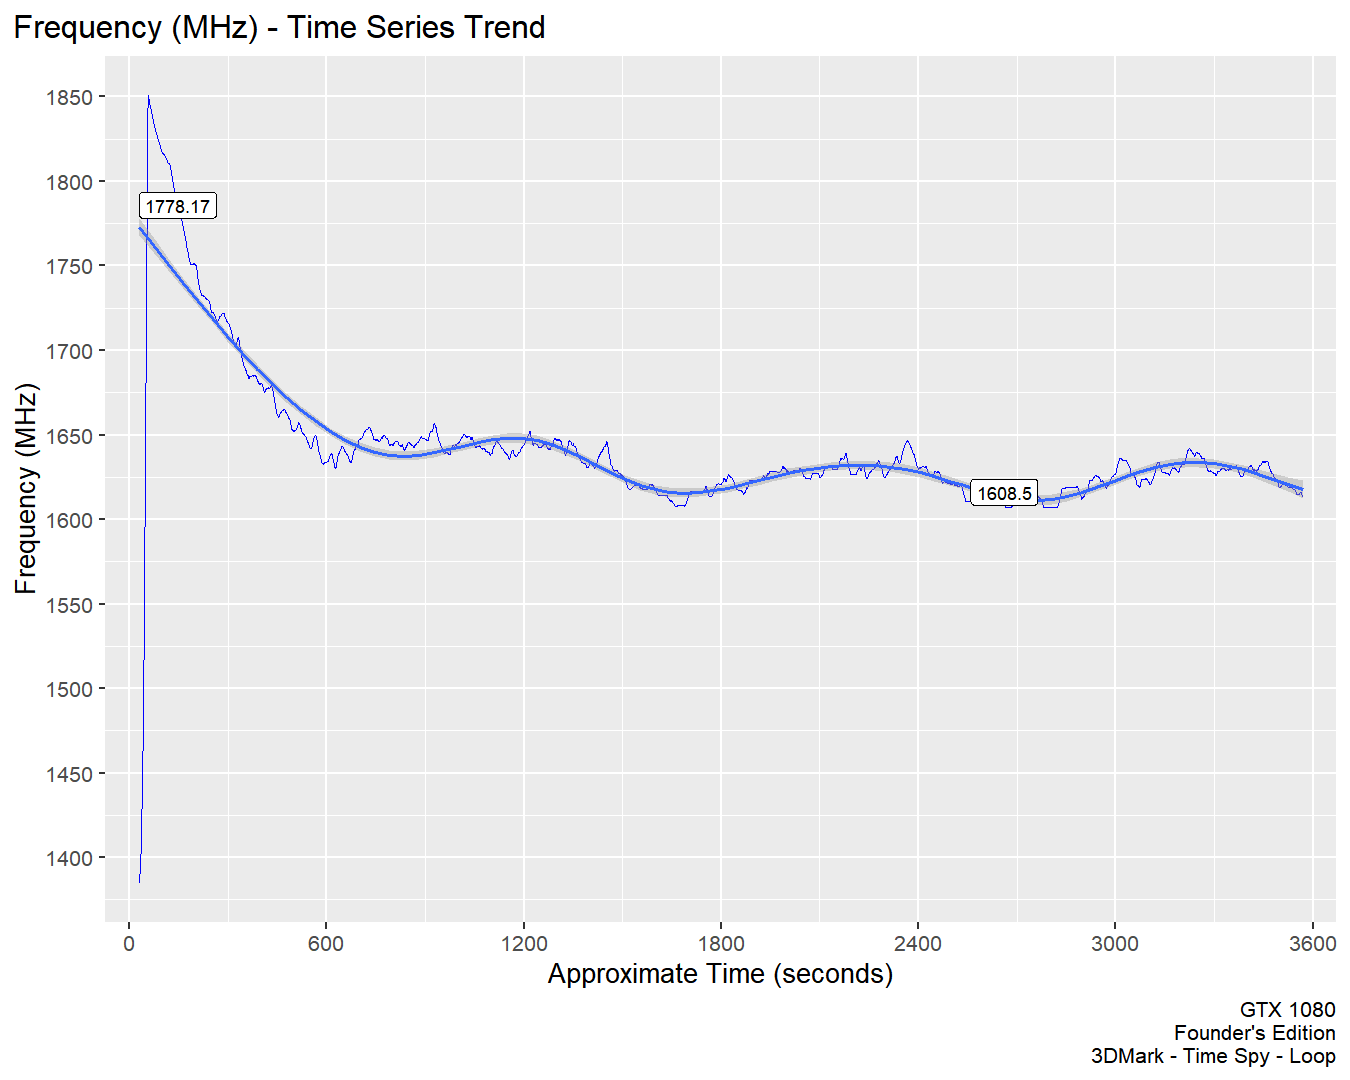 Frequency (MHz) - Time Series Trend
Frequency (MHz)
1850
1800
1750
1700
1650
1600
1550
1500
1450
1400
1778.17
1608.5
0 600 1200 1800 2400 3000 3600
Approximate Time (seconds)
GTX 1080
Founder's Edition
3DMark - Time Spy - Loop